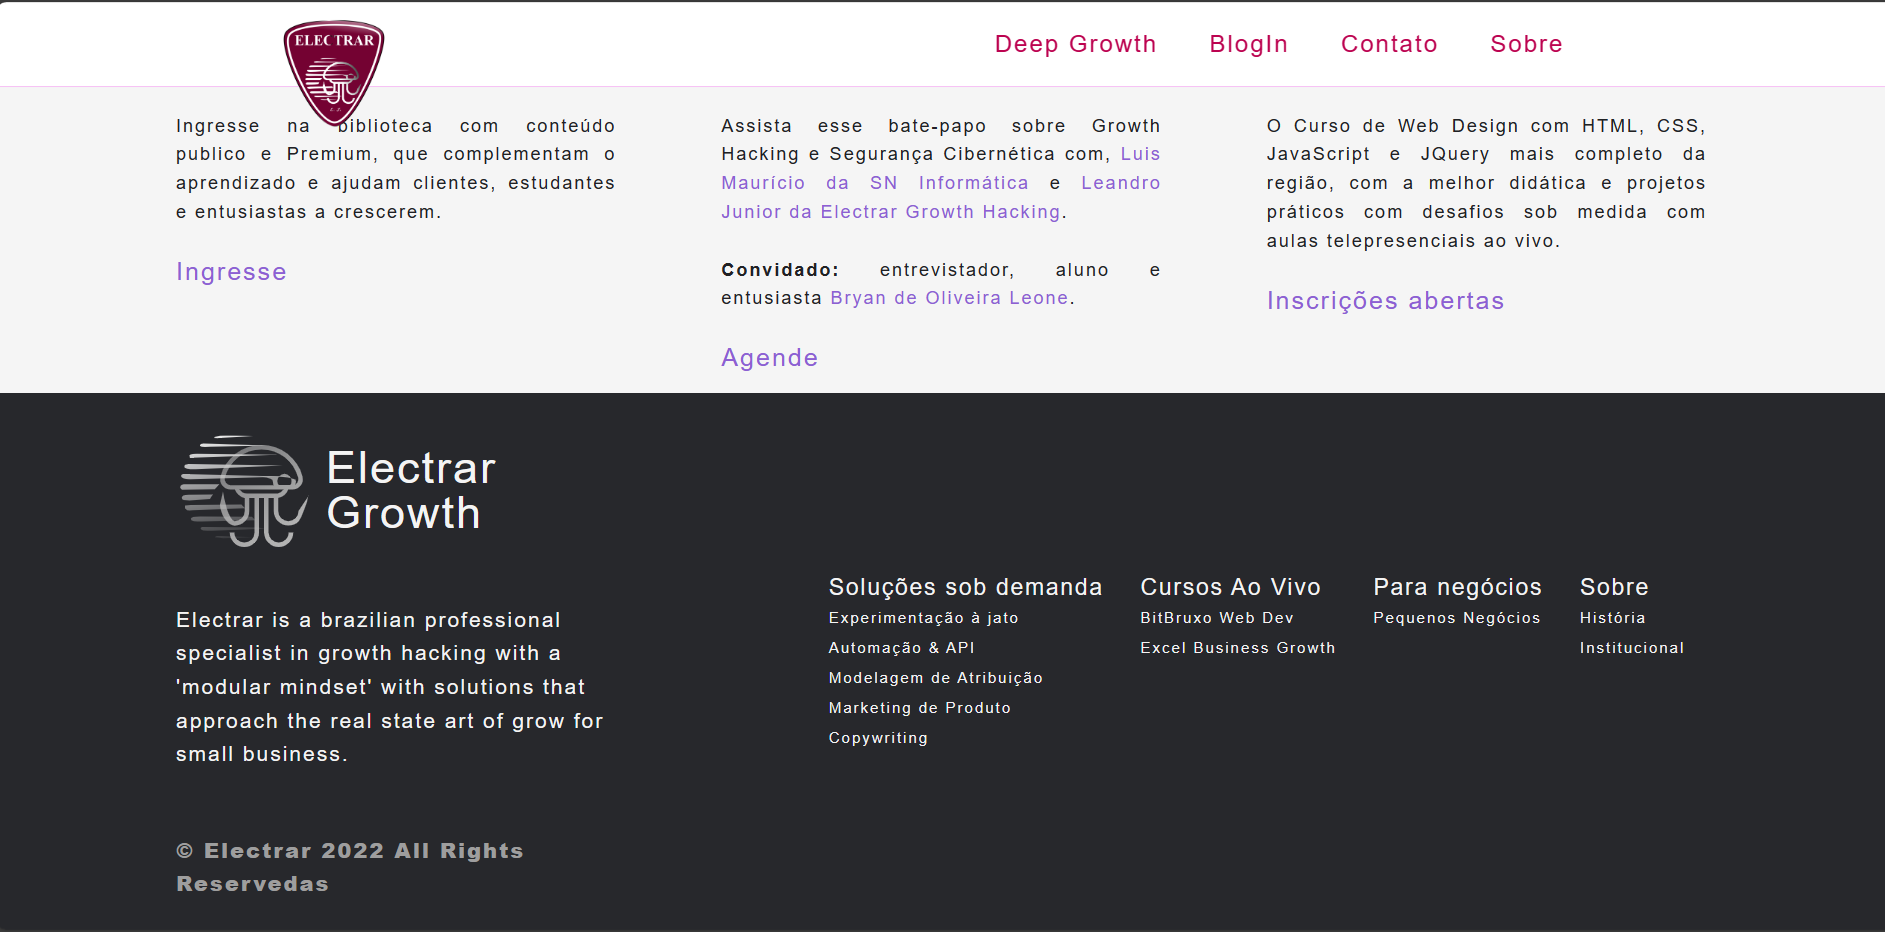 ELECTRAR
Deep Growth
BlogIn
Contato
Sobre
Ingresse na biblioteca com conteúdo
publico e Premium, que complementam o
aprendizado e ajudam clientes, estudantes
e entusiastas a crescerem.
Ingresse
Assista esse bate-papo sobre Growth
Hacking e Segurança Cibernética com, Luis
Maurício da SN Informática e Leandro
Junior da Electrar Growth Hacking.
Convidado: entrevistador, aluno e
entusiasta Bryan de Oliveira Leone.
Agende
O Curso de Web Design com HTML, CSS,
JavaScript e JQuery mais completo da
região, com a melhor didática e projetos
práticos com desafios sob medida com
aulas telepresenciais ao vivo.
Inscrições abertas
Electrar
Growth
Electrar is a brazilian professional
specialist in growth hacking with a
'modular mindset' with solutions that
approach the real state art of grow for
small business.
© Electrar 2022 All Rights
Reservedas
Soluções sob demanda
Experimentação à jato
Automação & API
Modelagem de Atribuição
Marketing de Produto
Copywriting
Cursos Ao Vivo
BitBruxo Web Dev
Excel Business Growth
Para negócios
Pequenos Negócios
Sobre
História
Institucional